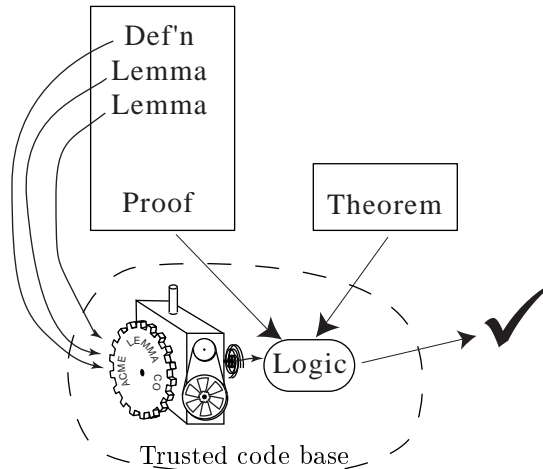 Def'n
Lemma
Lemma
Proof
Theorem
ACME LEMMA CO
Logic
Trusted code base